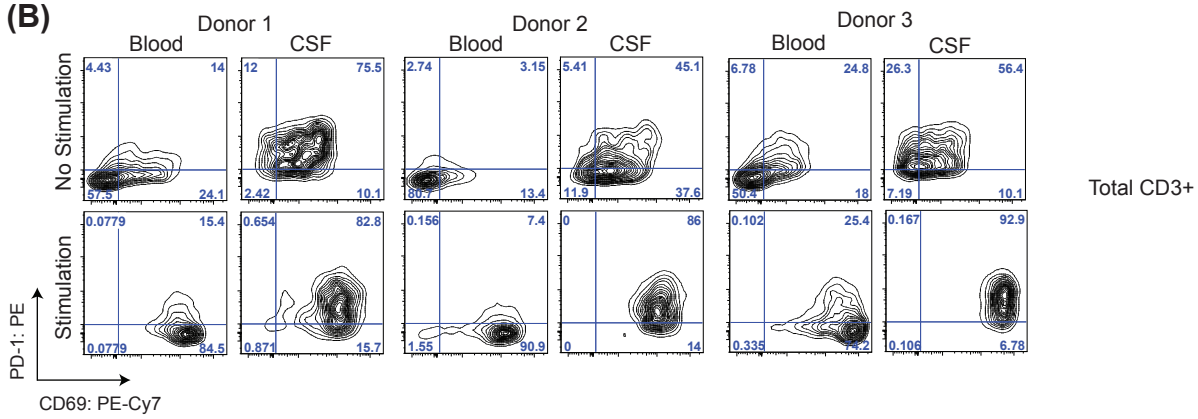 (B)
Donor 1 Donor 2 Donor 3
Blood CSF Blood CSF Blood CSF
No Stimulation
4.43 14 12 75.5 2.74 3.15 5.41 45.1 6.78 24.8 26.3 56.4
57.5 24.1 2.42 10.1 80.7 13.4 11.9 37.6 50.4 18 7.19 10.1
Total CD3+
Stimulation
0.0779 15.4 0.654 82.8 0.156 7.4 0 86 0.102 25.4 0.167 92.9
0.0779 84.5 0.871 15.7 1.55 90.9 0 14 0.335 74.2 0.106 6.78
PD-1:: PE
CD69: PE-Cy7